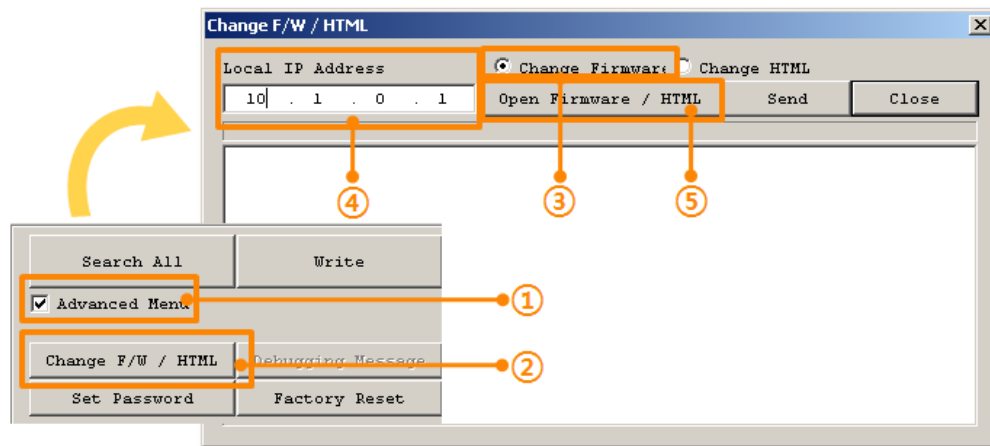 Change F/W / HTML
Local IP Address
Change Firmware
Change HTML
10 . 1 . 0 . 1
Open Firmware / HTML
Send
Close
④
③
⑤
Search All
Write
Advanced Menu
①
Change F/W / HTML
Debugging Message
②
Set Password
Factory Reset